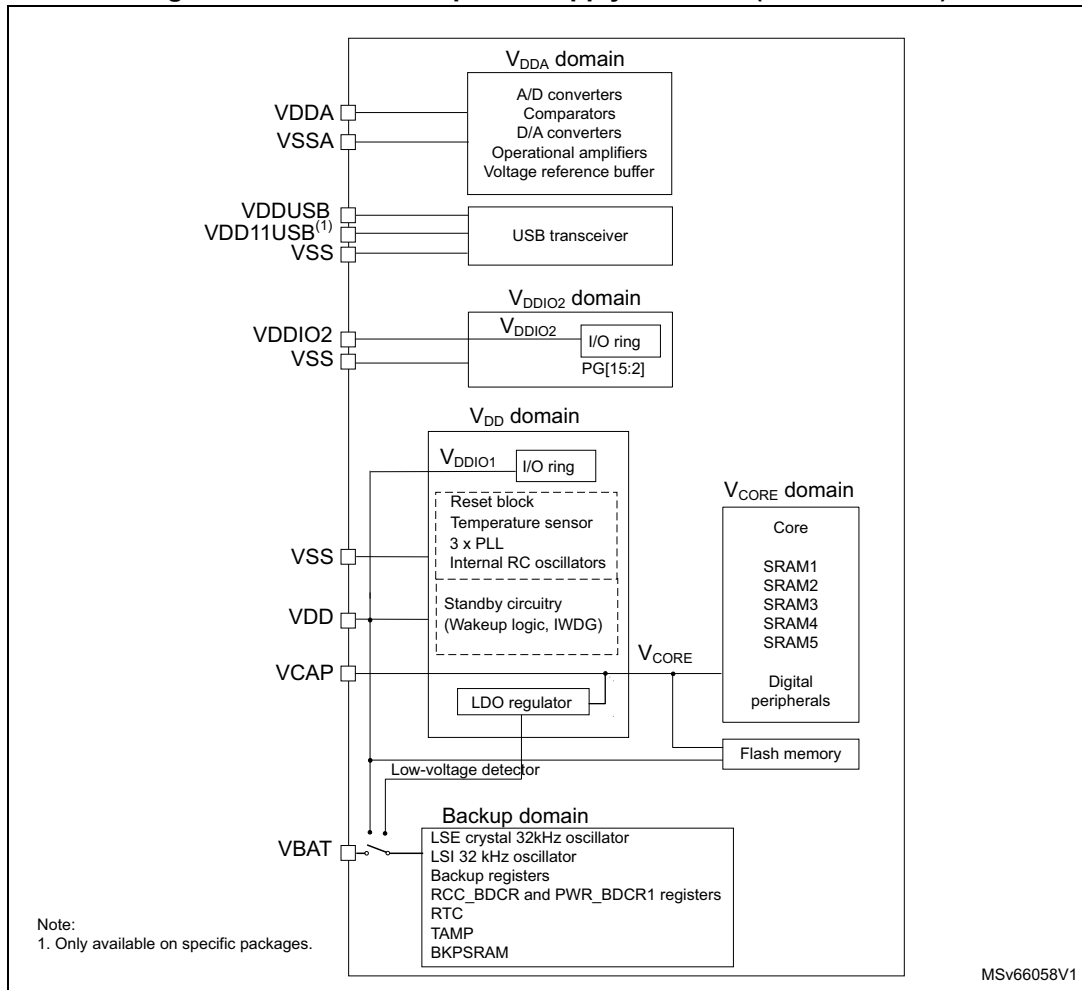 VDDA domain
A/D converters
Comparators
D/A converters
Operational amplifiers
Voltage reference buffer
VDDA
VSSA
VDDUSB
VDD11USB(1)
VSS
USB transceiver
VDDIO2 domain
VDDIO2
VSS
VDDIO2
I/O ring
PG[15:2]
VDD domain
VDDIO1
I/O ring
Reset block
Temperature sensor
3 x PLL
Internal RC oscillators
Standby circuitry
(Wakeup logic, IWDG)
VSS
VDD
VCAP
LDO regulator
VCORE
VCORE domain
Core
SRAM1
SRAM2
SRAM3
SRAM4
SRAM5
Digital
peripherals
Flash memory
Low-voltage detector
VBAT
Backup domain
LSE crystal 32kHz oscillator
LSI 32 kHz oscillator
Backup registers
RCC_BDCR and PWR_BDCR1 registers
RTC
TAMP
BKPSRAM
Note:
1. Only available on specific packages.
MSv66058V1